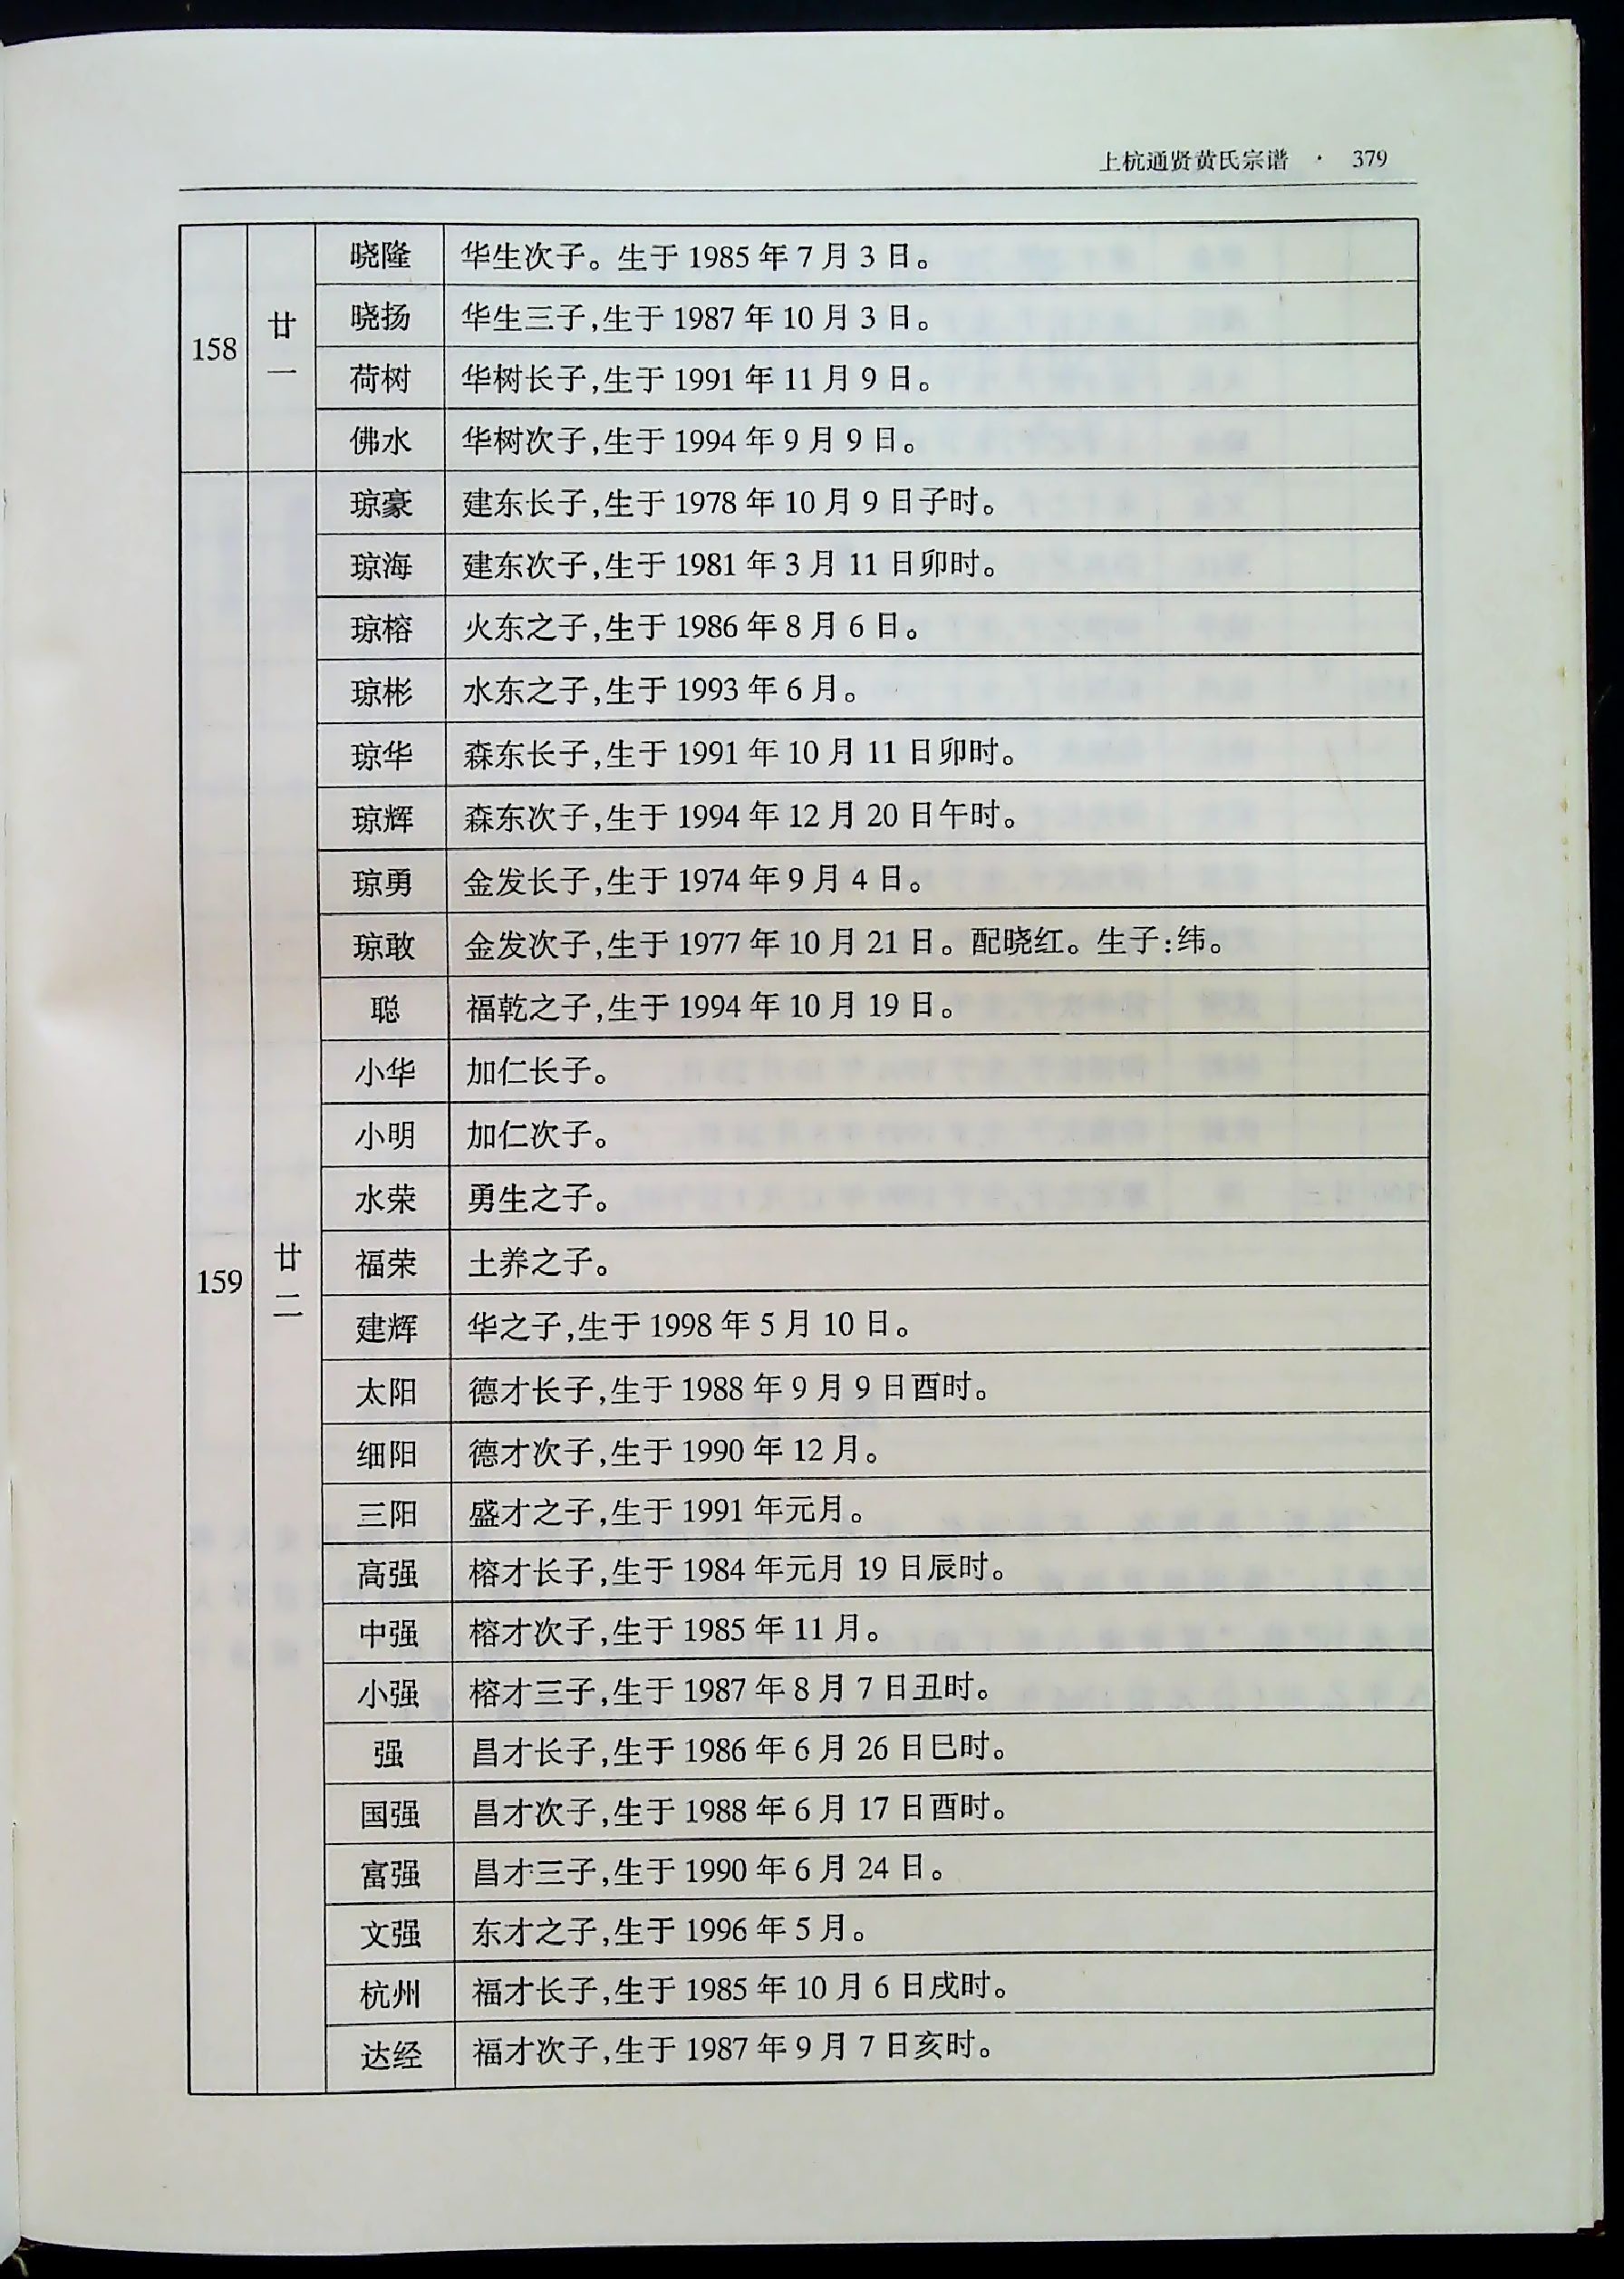 上杭通贤黄氏宗谱 · 379
158 廿一 晓隆 华生次子。生于 1985 年 7 月 3 日。
晓扬 华生三子,生于 1987 年 10 月 3 日。
荷树 华树长子,生于 1991 年 11 月 9 日。
佛水 华树次子,生于 1994 年 9 月 9 日。
159 廿二 琼豪 建东长子,生于 1978 年 10 月 9 日子时。
琼海 建东次子,生于 1981 年 3 月 11 日卯时。
琼榕 火东之子,生于 1986 年 8 月 6 日。
琼彬 水东之子,生于 1993 年 6 月。
琼华 森东长子,生于 1991 年 10 月 11 日卯时。
琼辉 森东次子,生于 1994 年 12 月 20 日午时。
琼勇 金发长子,生于 1974 年 9 月 4 日。
琼敢 金发次子,生于 1977 年 10 月 21 日。配晓红。生子:纬。
聪 福乾之子,生于 1994 年 10 月 19 日。
小华 加仁长子。
小明 加仁次子。
水荣 勇生之子。
福荣 土养之子。
建辉 华之子,生于 1998 年 5 月 10 日。
太阳 德才长子,生于 1988 年 9 月 9 日酉时。
细阳 德才次子,生于 1990 年 12 月。
三阳 盛才之子,生于 1991 年元月。
高强 榕才长子,生于 1984 年元月 19 日辰时。
中强 榕才次子,生于 1985 年 11 月。
小强 榕才三子,生于 1987 年 8 月 7 日丑时。
强 昌才长子,生于 1986 年 6 月 26 日巳时。
国强 昌才次子,生于 1988 年 6 月 17 日酉时。
富强 昌才三子,生于 1990 年 6 月 24 日。
文强 东才之子,生于 1996 年 5 月。
杭州 福才长子,生于 1985 年 10 月 6 日戌时。
达经 福才次子,生于 1987 年 9 月 7 日亥时。